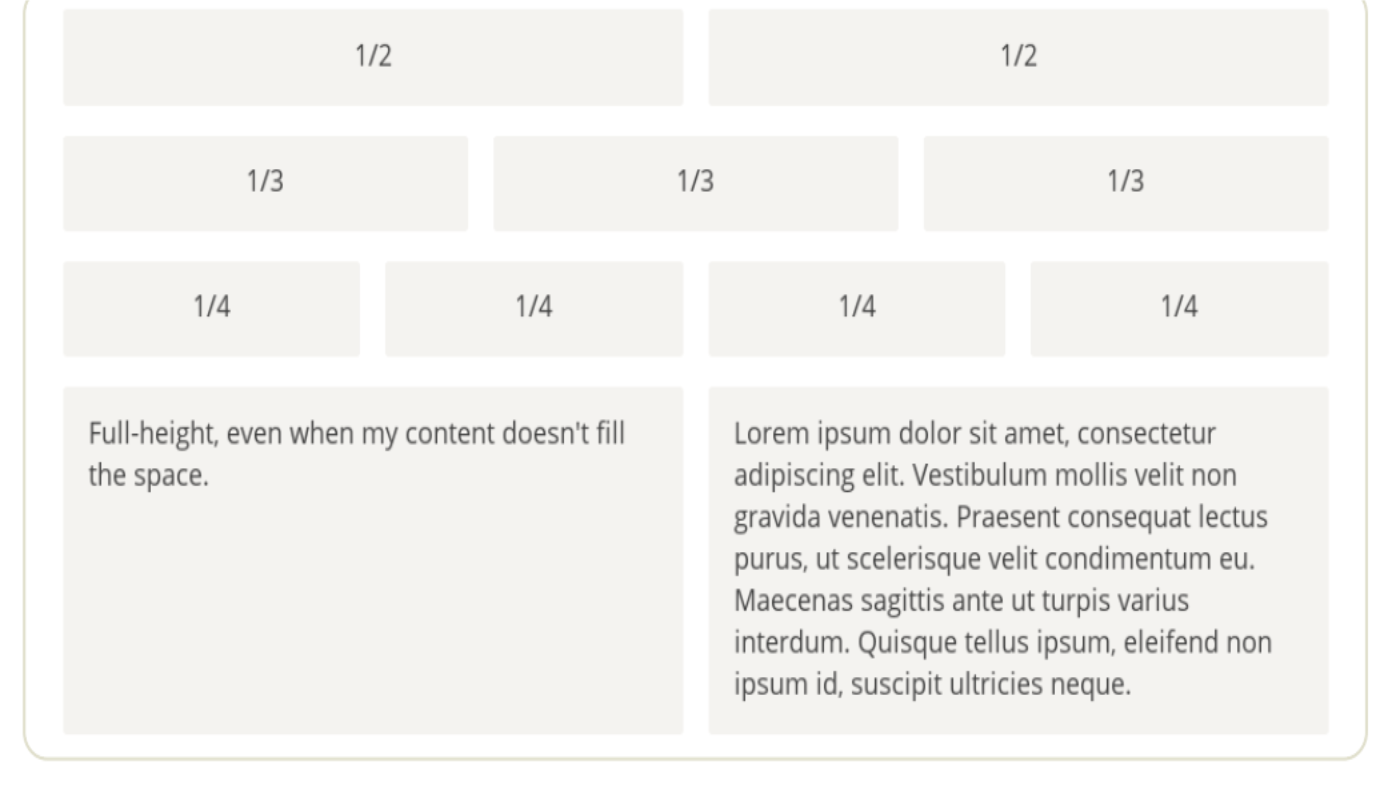 1/2
1/2
1/3
1/3
1/3
1/4
1/4
1/4
1/4
Full-height, even when my content doesn't fill
the space.
Lorem ipsum dolor sit amet, consectetur
adipiscing elit. Vestibulum mollis velit non
gravida venenatis. Praesent consequat lectus
purus, ut scelerisque velit condimentum eu.
Maecenas sagittis ante ut turpis varius
interdum. Quisque tellus ipsum, eleifend non
ipsum id, suscipit ultricies neque.